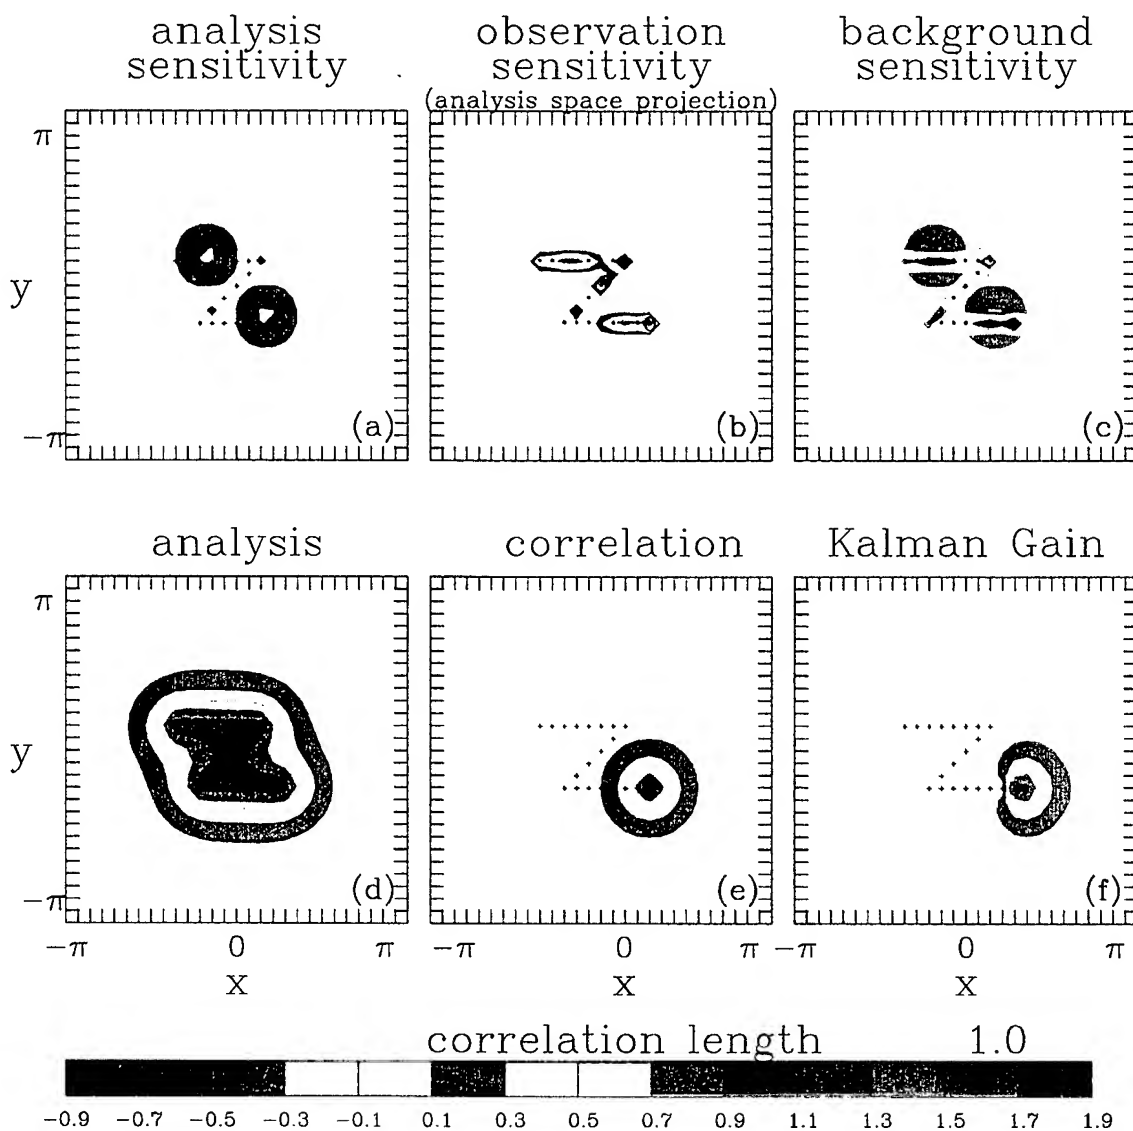 analysis sensitivity
observation sensitivity
(analysis space projection)
background sensitivity
π
y
-π
(a)
(b)
(c)
analysis
correlation
Kalman Gain
π
y
-π
(d)
(e)
(f)
-π 0 π -π 0 π -π 0 π
x x x
correlation length 1.0
-0.9 -0.7 -0.5 -0.3 -0.1 0.1 0.3 0.5 0.7 0.9 1.1 1.3 1.5 1.7 1.9